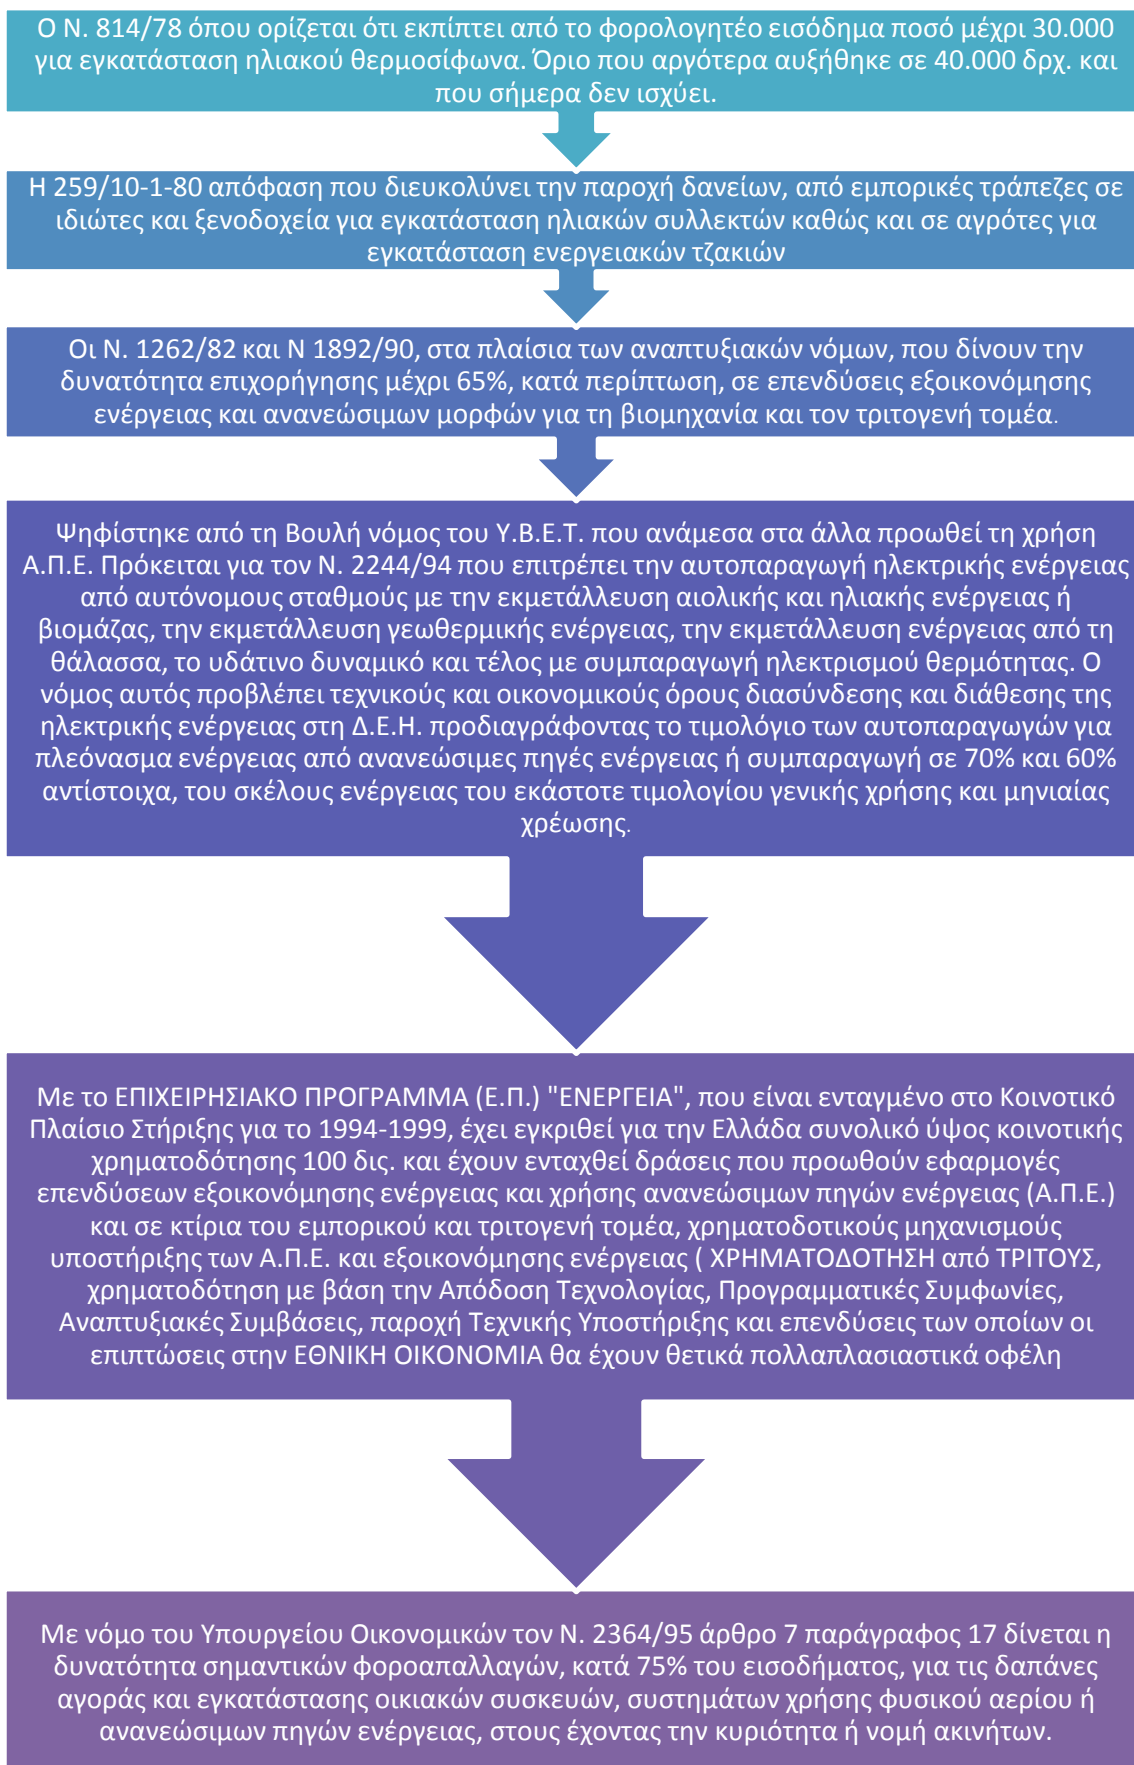 Ο Ν. 814/78 όπου ορίζεται ότι εκπίπτει από το φορολογητέο εισόδημα ποσό μέχρι 30.000
για εγκατάσταση ηλιακού θερμοσίφωνα. Όριο που αργότερα αυξήθηκε σε 40.000 δρχ. και
που σήμερα δεν ισχύει.
Η 259/10-1-80 απόφαση που διευκολύνει την παροχή δανείων, από εμπορικές τράπεζες σε
ιδιώτες και ξενοδοχεία για εγκατάσταση ηλιακών συλλεκτών καθώς και σε αγρότες για
εγκατάσταση ενεργειακών τζακιών
Οι Ν. 1262/82 και Ν 1892/90, στα πλαίσια των αναπτυξιακών νόμων, που δίνουν την
δυνατότητα επιχορήγησης μέχρι 65%, κατά περίπτωση, σε επενδύσεις εξοικονόμησης
ενέργειας και ανανεώσιμων μορφών για τη βιομηχανία και τον τριτογενή τομέα.
Ψηφίστηκε από τη Βουλή νόμος του Υ.Β.Ε.Τ. που ανάμεσα στα άλλα προωθεί τη χρήση
Α.Π.Ε. Πρόκειται για τον Ν. 2244/94 που επιτρέπει την αυτοπαραγωγή ηλεκτρικής ενέργειας
από αυτόνομους σταθμούς με την εκμετάλλευση αιολικής και ηλιακής ενέργειας ή
βιομάζας, την εκμετάλλευση γεωθερμικής ενέργειας, την εκμετάλλευση ενέργειας από τη
θάλασσα, το υδάτινο δυναμικό και τέλος με συμπαραγωγή ηλεκτρισμού θερμότητας. Ο
νόμος αυτός προβλέπει τεχνικούς και οικονομικούς όρους διασύνδεσης και διάθεσης της
ηλεκτρικής ενέργειας στη Δ.Ε.Η. προδιαγράφοντας το τιμολόγιο των αυτοπαραγωγών για
πλεόνασμα ενέργειας από ανανεώσιμες πηγές ενέργειας ή συμπαραγωγή σε 70% και 60%
αντίστοιχα, του σκέλους ενέργειας του εκάστοτε τιμολογίου γενικής χρήσης και μηνιαίας
χρέωσης.
Με το ΕΠΙΧΕΙΡΗΣΙΑΚΟ ΠΡΟΓΡΑΜΜΑ (Ε.Π.) "ΕΝΕΡΓΕΙΑ", που είναι ενταγμένο στο Κοινοτικό
Πλαίσιο Στήριξης για το 1994-1999, έχει εγκριθεί για την Ελλάδα συνολικό ύψος κοινοτικής
χρηματοδότησης 100 δις. και έχουν ενταχθεί δράσεις που προωθούν εφαρμογές
επενδύσεων εξοικονόμησης ενέργειας και χρήσης ανανεώσιμων πηγών ενέργειας (Α.Π.Ε.)
και σε κτίρια του εμπορικού και τριτογενή τομέα, χρηματοδοτικούς μηχανισμούς
υποστήριξης των Α.Π.Ε. και εξοικονόμησης ενέργειας ( ΧΡΗΜΑΤΟΔΟΤΗΣΗ από ΤΡΙΤΟΥΣ,
χρηματοδότηση με βάση την Απόδοση Τεχνολογίας, Προγραμματικές Συμφωνίες,
Αναπτυξιακές Συμβάσεις, παροχή Τεχνικής Υποστήριξης και επενδύσεις των οποίων οι
επιπτώσεις στην ΕΘΝΙΚΗ ΟΙΚΟΝΟΜΙΑ θα έχουν θετικά πολλαπλασιαστικά οφέλη
Με νόμο του Υπουργείου Οικονομικών τον Ν. 2364/95 άρθρο 7 παράγραφος 17 δίνεται η
δυνατότητα σημαντικών φοροαπαλλαγών, κατά 75% του εισοδήματος, για τις δαπάνες
αγοράς και εγκατάστασης οικιακών συσκευών, συστημάτων χρήσης φυσικού αερίου ή
ανανεώσιμων πηγών ενέργειας, στους έχοντας την κυριότητα ή νομή ακινήτων.